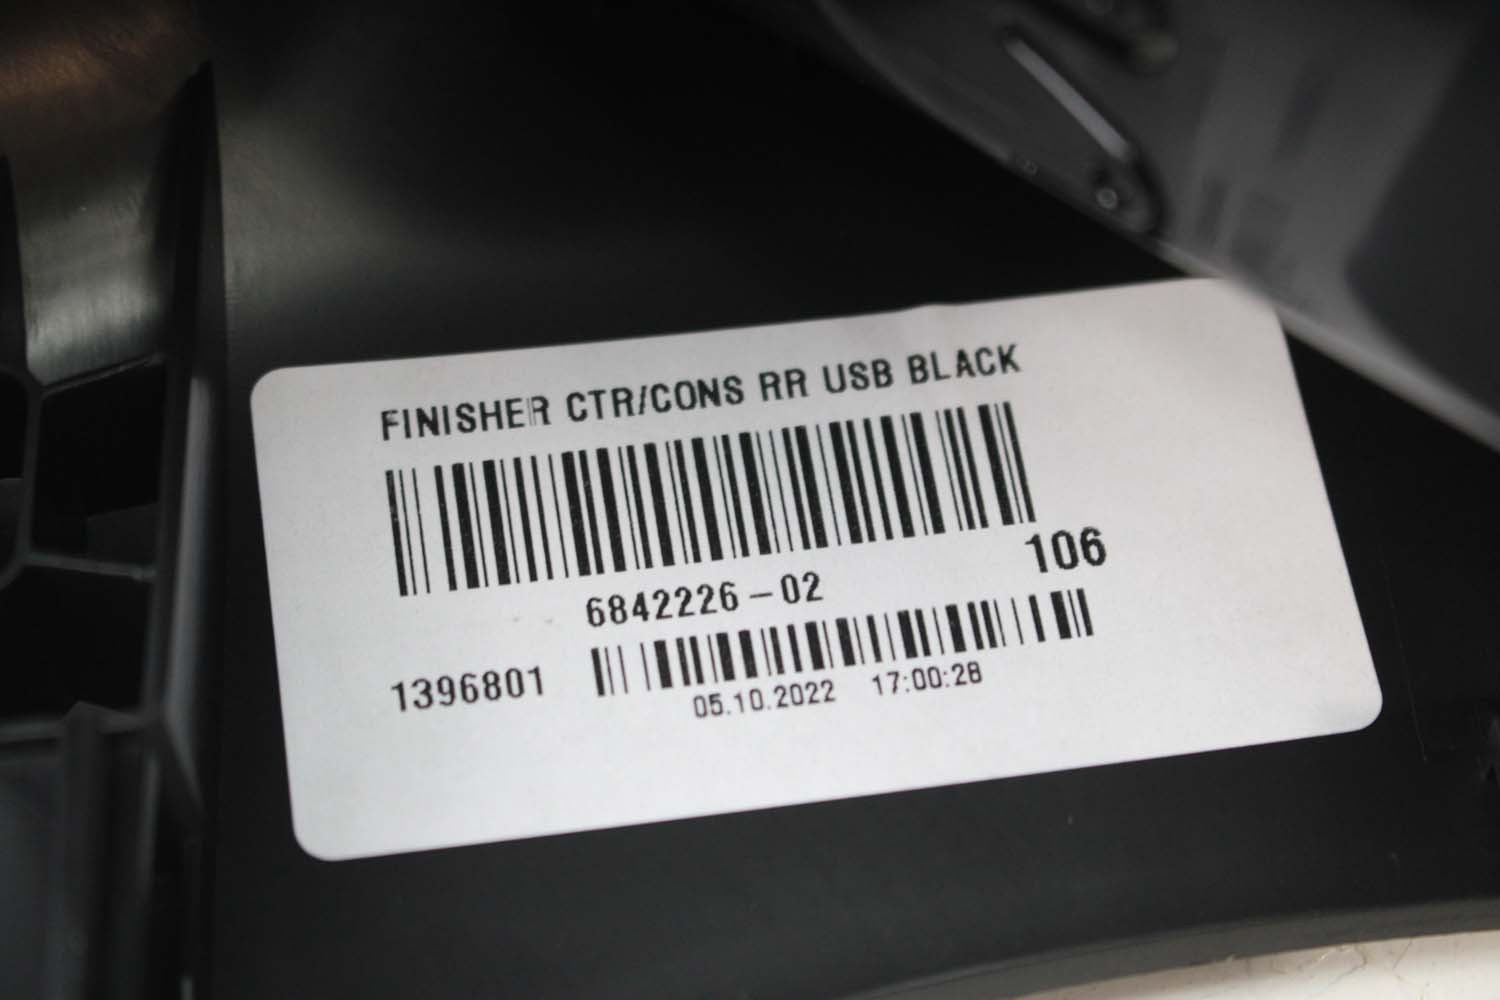 FINISHER CTR/CONS RR USB BLACK
6842226-02
106
1396801
05.10.2022 17:00:28